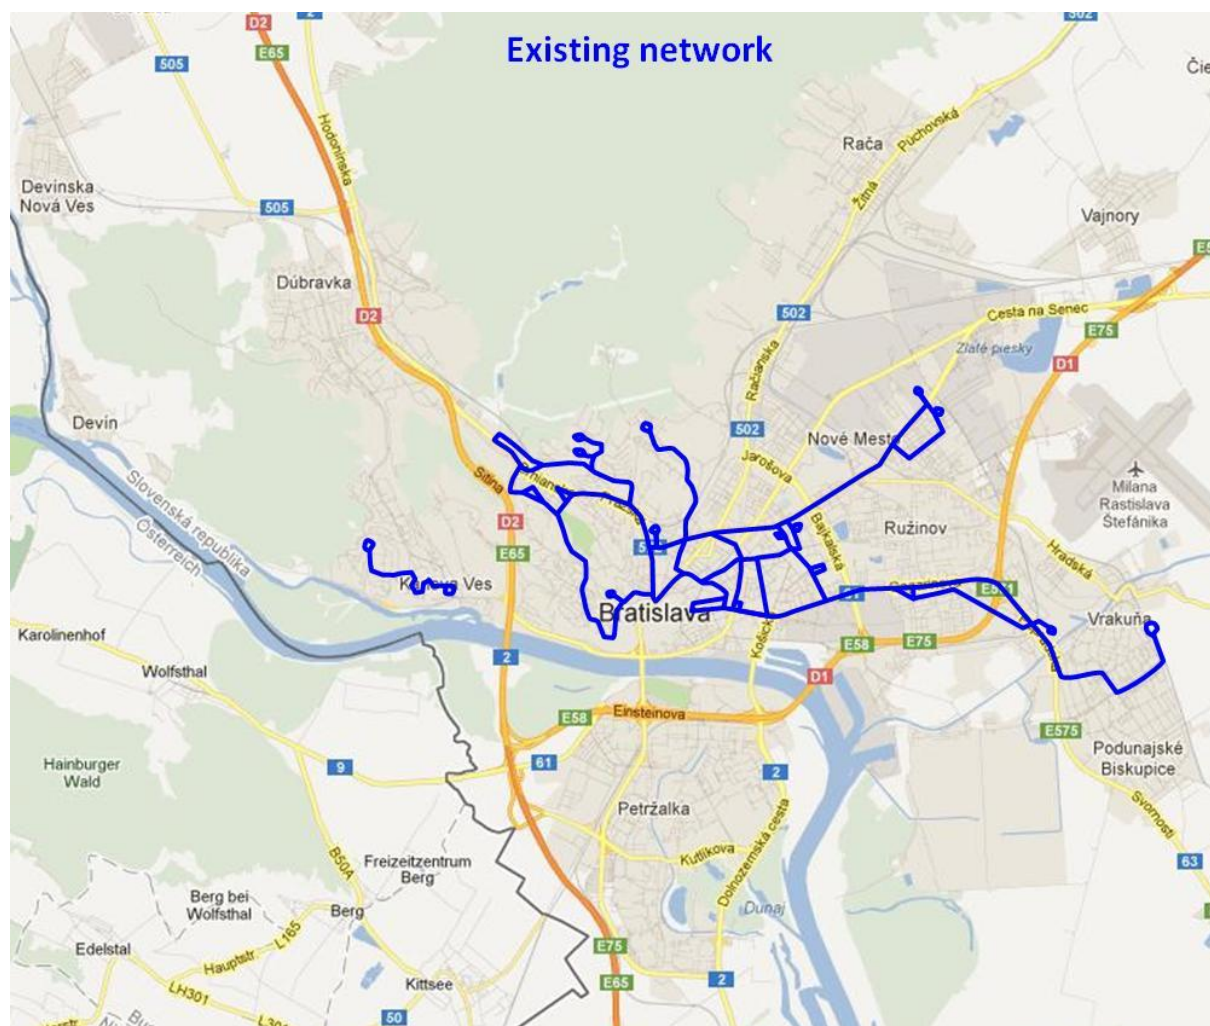 Existing network
2
D2
E65
502
505
Hodonínska
Rača
Púchovská
Žitná
Devínska
Nová Ves
505
Vajnory
Dúbravka
D2
502
Cesta na Senec
E75
Zlaté piesky
D1
Račianska
Devín
502
Nové Mesto
Jarošova
Slovenská republika
Österreich
Sitina
D2
E65
Bajkalská
Ružinov
Milana
Rastislava
Štefánika
Hradská
Karlova Ves
Bratislava
Košická
Vrakuňa
Karolinenhof
Wolfsthal
2
E58
E75
D1
E58
Einsteinova
E575
Podunajské
Biskupice
Hainburger
Wald
9
61
2
Petržalka
Svornosti
Kutlíkova
Dolnozemská cesta
63
B50A
Freizeitzentrum
Berg
Berg bei
Wolfsthal
Berg
Dunaj
L165
Edelstal
Hauptstr
E75
E65
2
LH301
Kittsee
50